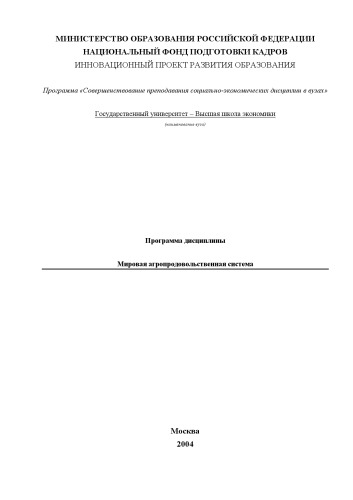 МИНИСТЕРСТВО ОБРАЗОВАНИЯ РОССИЙСКОЙ ФЕДЕРАЦИИ
НАЦИОНАЛЬНЫЙ ФОНД ПОДГОТОВКИ КАДРОВ
ИННОВАЦИОННЫЙ ПРОЕКТ РАЗВИТИЯ ОБРАЗОВАНИЯ
Программа «Совершенствование преподавания социально-экономических дисциплин в вузах»
Государственный университет – Высшая школа экономики
(наименование вуза)
Программа дисциплины
Мировая агропродовольственная система
Москва
2004